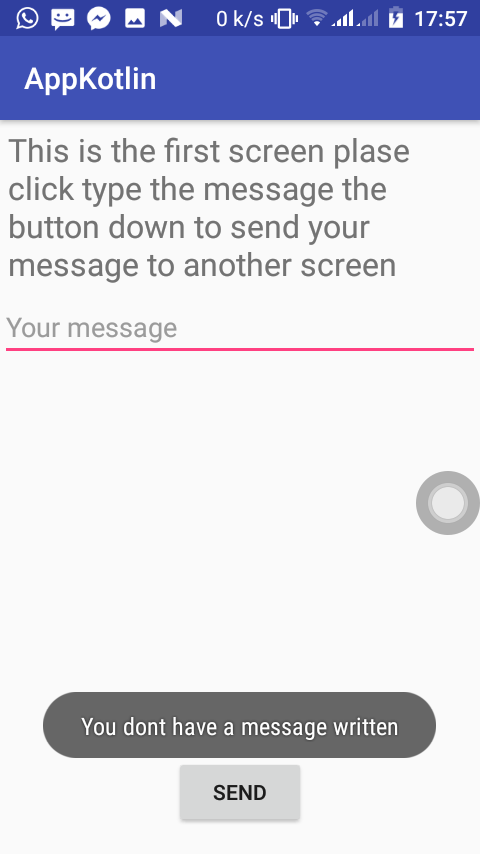 0 k/s 17:57
AppKotlin
This is the first screen plase
click type the message the
button down to send your
message to another screen
Your message
You dont have a message written
SEND